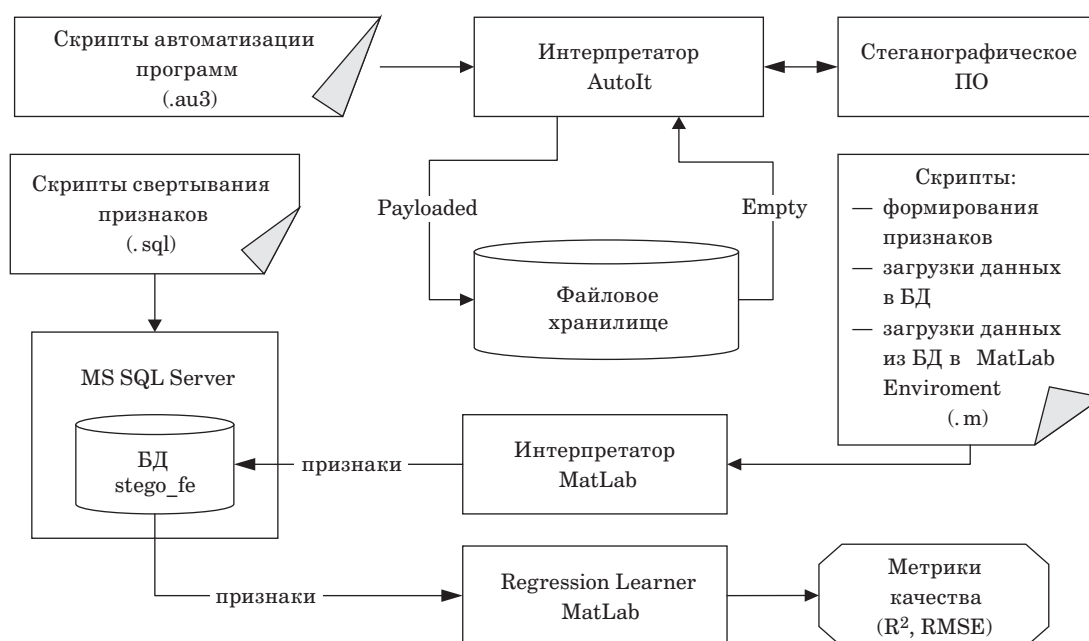 Скрипты автоматизации
программ
(.au3)
Интерпретатор
AutoIt
Стеганографическое
ПО
Скрипты свертывания
признаков
(. sql)
Payloaded
Empty
Файловое
хранилище
Скрипты:
— формирования
признаков
— загрузки данных
в БД
— загрузки данных
из БД в MatLab
Enviroment
(. m)
MS SQL Server
БД
stego_fe
признаки
Интерпретатор
MatLab
признаки
Regression Learner
MatLab
Метрики
качества
(R², RMSE)